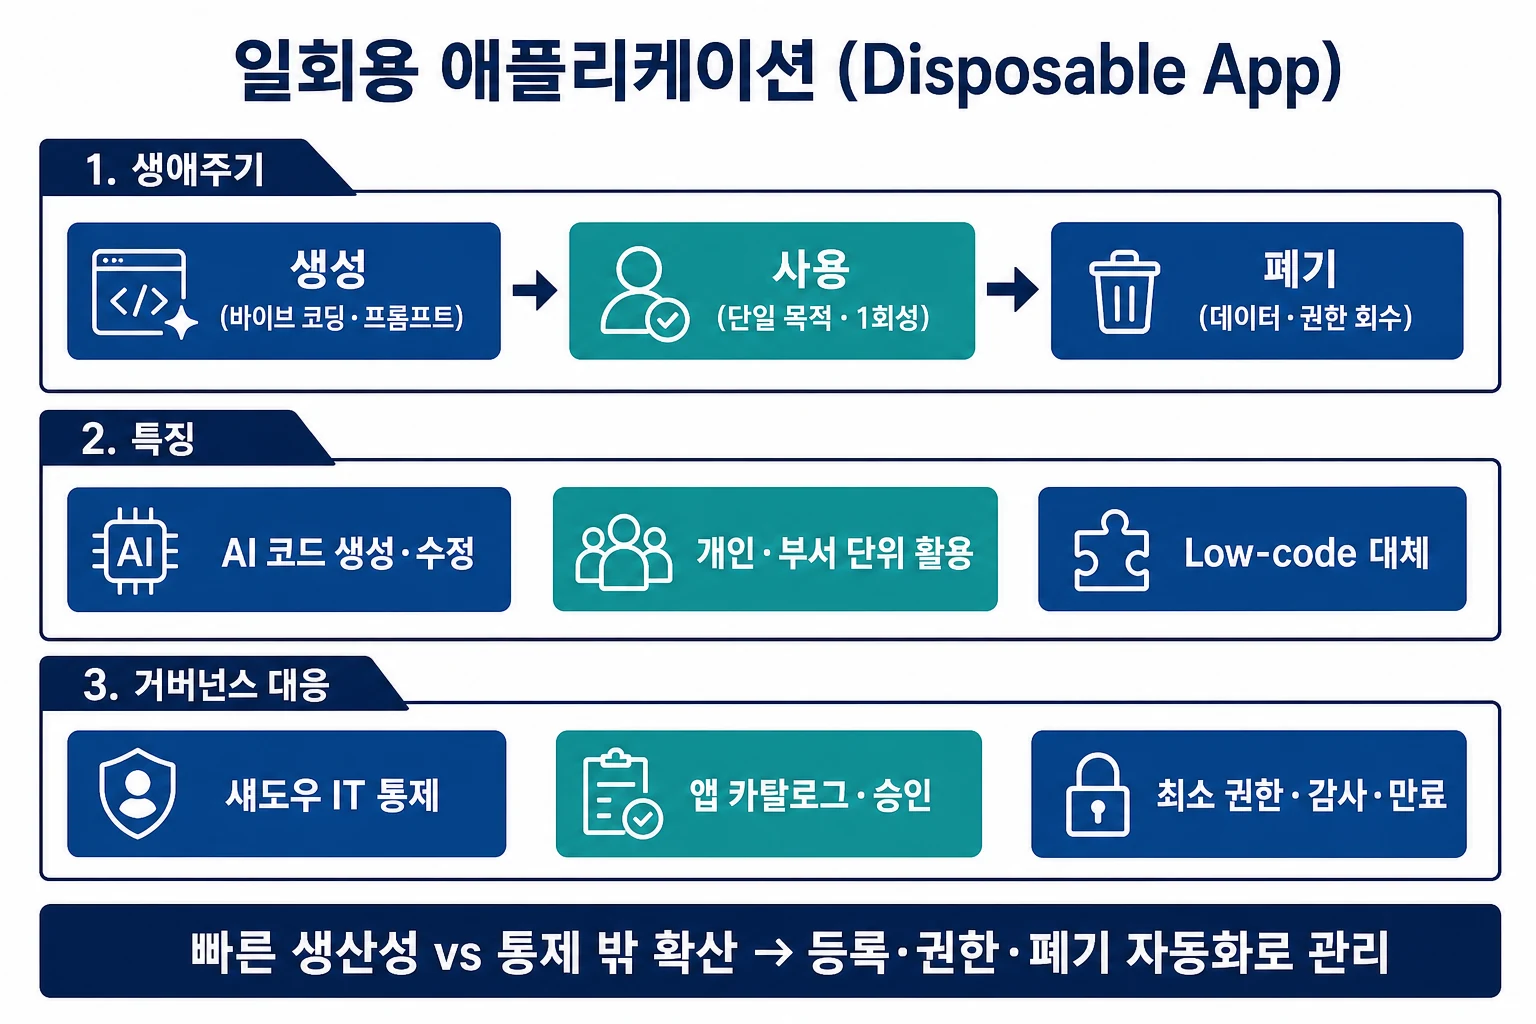 일회용 애플리케이션 (Disposable App)
1. 생애주기
생성
(바이브 코딩·프롬프트)
사용
(단일 목적·1회성)
폐기
(데이터·권한 회수)
2. 특징
AI
AI 코드 생성·수정
개인·부서 단위 활용
Low-code 대체
3. 거버넌스 대응
섀도우 IT 통제
앱 카탈로그·승인
최소 권한·감사·만료
빠른 생산성 vs 통제 밖 확산 → 등록·권한·폐기 자동화로 관리